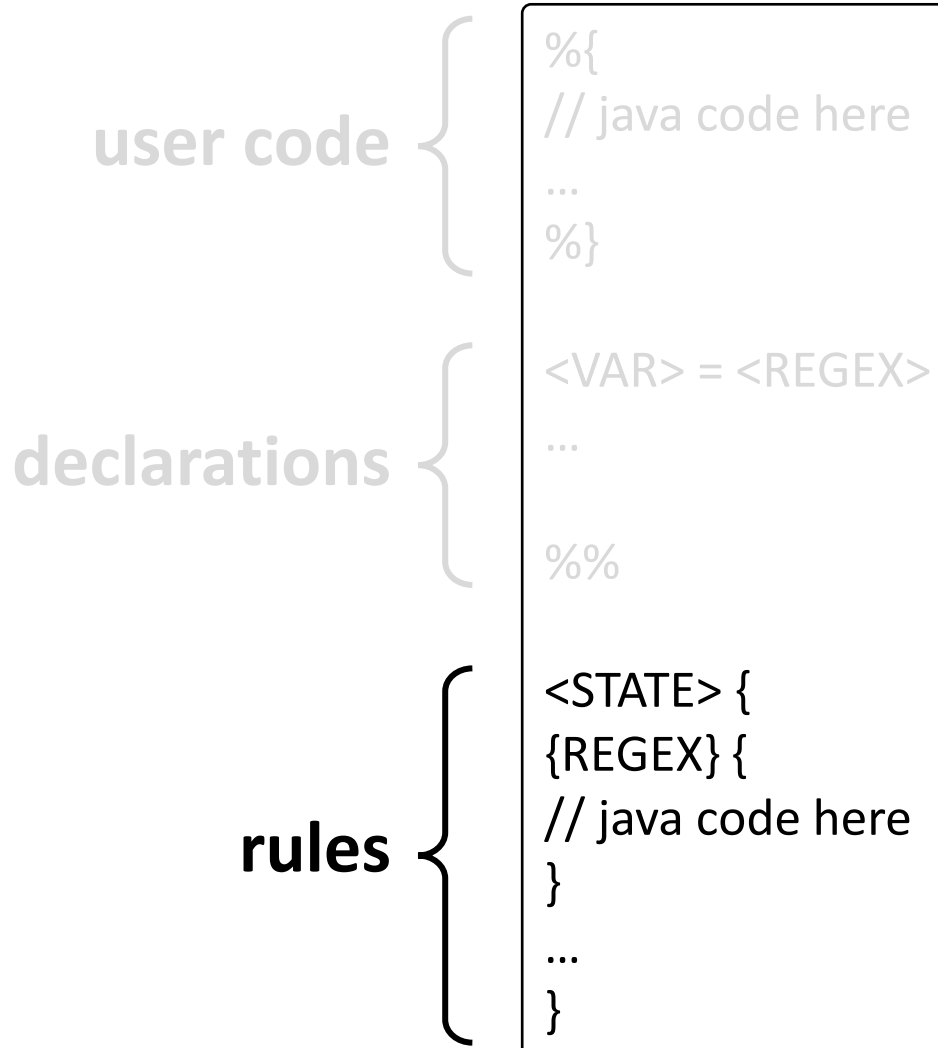 user code
%{
// java code here
...
%}
declarations
<VAR> = <REGEX>
...
%%
rules
<STATE> {
{REGEX} {
// java code here
}
...
}